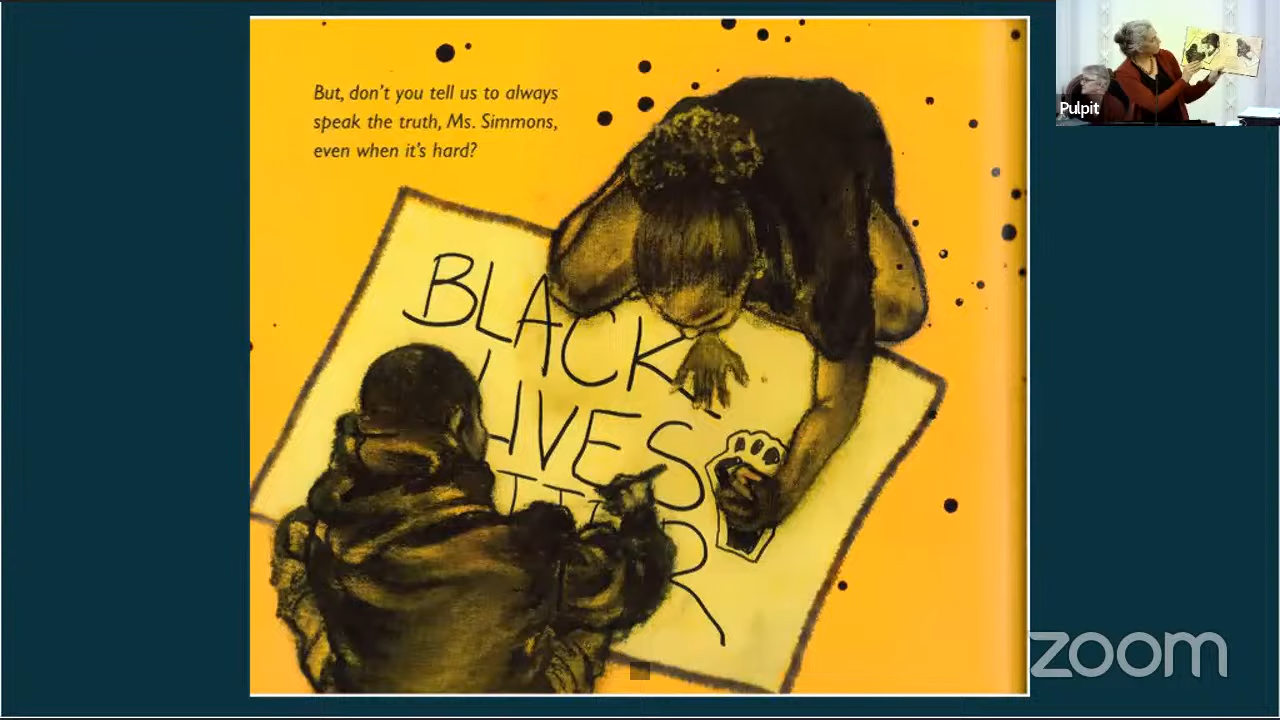 But, don't you tell us to always
speak the truth, Ms. Simmons,
even when it's hard?
BLACK
LIVES
Pulpit
zoom